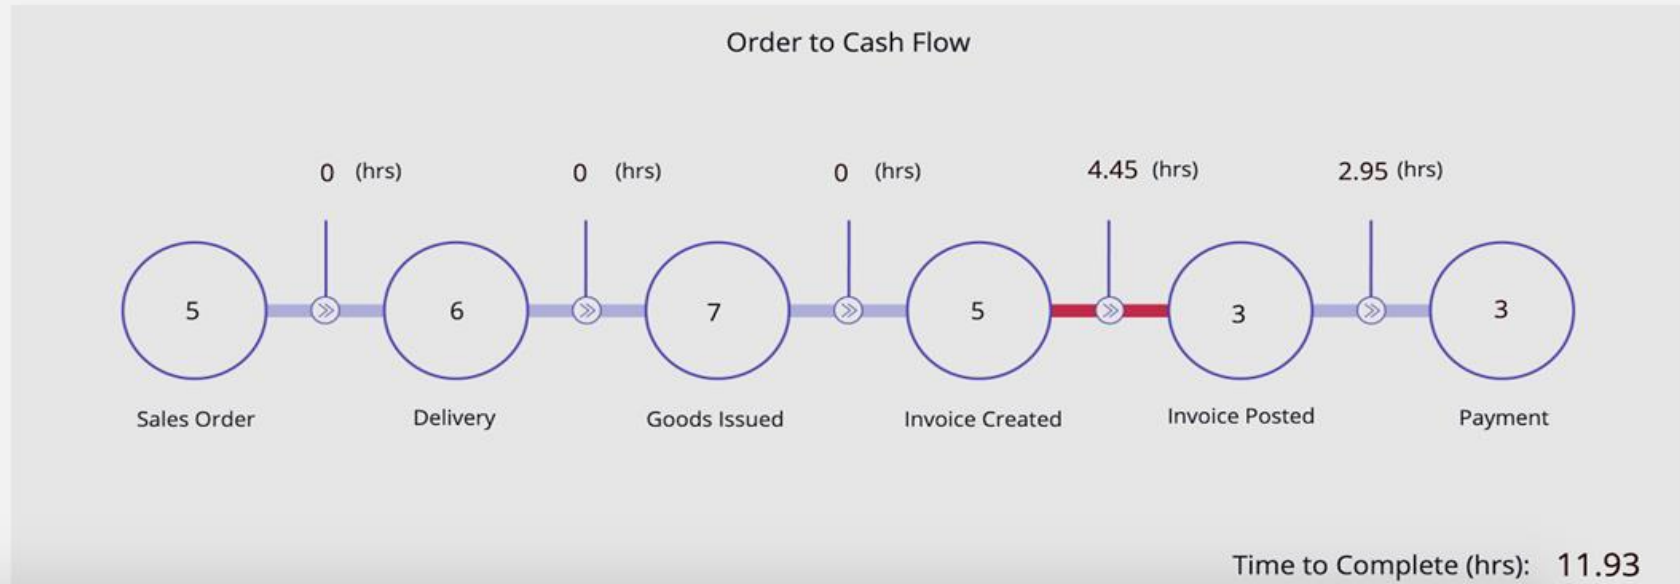 Order to Cash Flow
0 (hrs)
0 (hrs)
0 (hrs)
4.45 (hrs)
2.95 (hrs)
5
6
7
5
3
3
Sales Order
Delivery
Goods Issued
Invoice Created
Invoice Posted
Payment
Time to Complete (hrs): 11.93